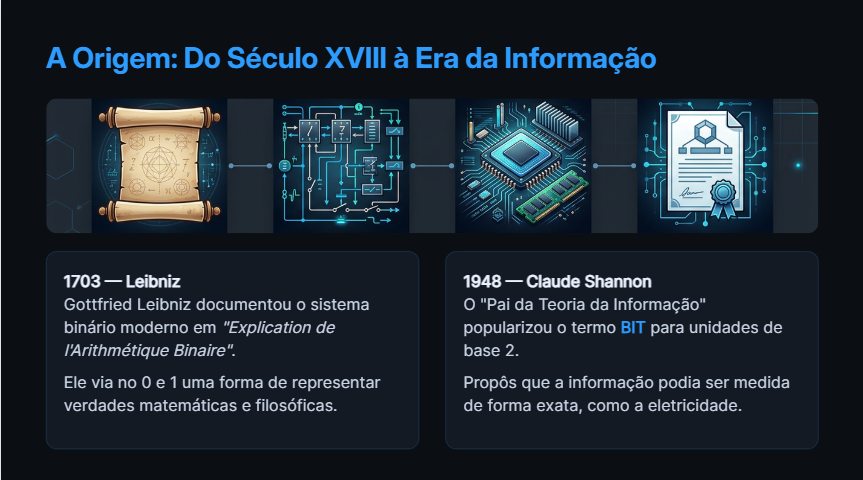 A Origem: Do Século XVIII à Era da Informação
1703 — Leibniz
Gottfried Leibniz documentou o sistema
binário moderno em "Explication de
l'Arithmétique Binaire".
Ele via no 0 e 1 uma forma de representar
verdades matemáticas e filosóficas.
1948 — Claude Shannon
O "Pai da Teoria da Informação"
popularizou o termo BIT para unidades de
base 2.
Propôs que a informação podia ser medida
de forma exata, como a eletricidade.